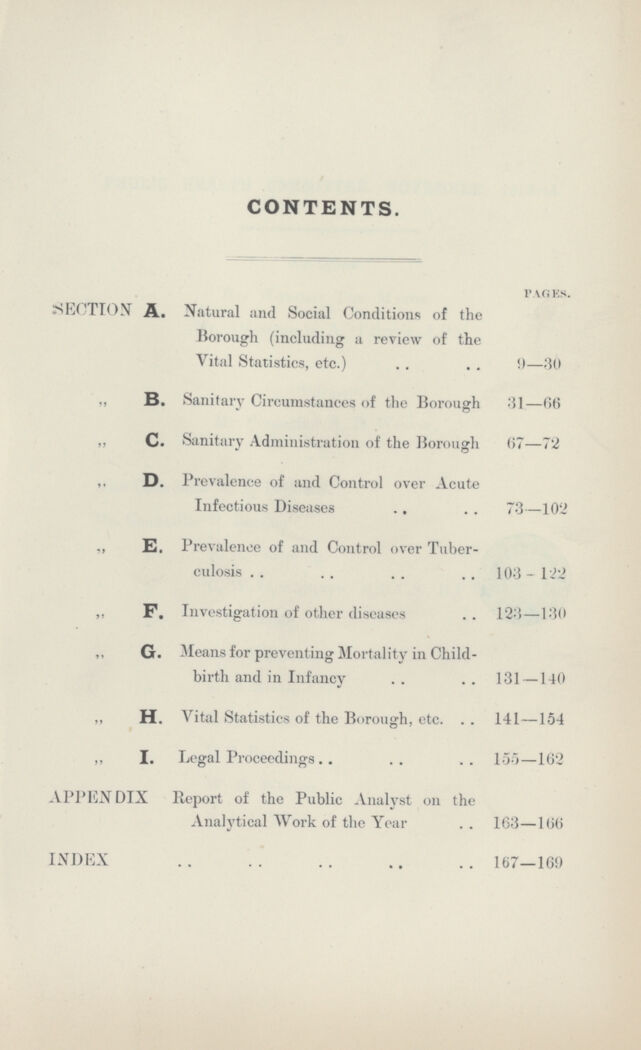 CONTENTS.
PAGES.
SECTION A. Natural and Social Conditions of the
Borough (including a review of the
Vital Statistics, etc.) .. .. 9—30
„ B. Sanitary Circumstances of the Borough 31—66
„ C. Sanitary Administration of the Borough 67—72
„ D. Prevalence of and Control over Acute
Infectious Diseases .. .. 73—102
„ E. Prevalence of and Control over Tuber-
culosis .. .. .. .. 103-122
„ F. Investigation of other diseases .. 123—130
„ G. Means for preventing Mortality in Child-
birth and in Infancy .. .. 131—140
„ H. Vital Statistics of the Borough, etc. .. 141—154
„ I. Legal Proceedings .. .. .. 155—162
APPENDIX Report of the Public Analyst on the
Analytical Work of the Year .. 163—166
INDEX .. .. .. .. .. 167—169